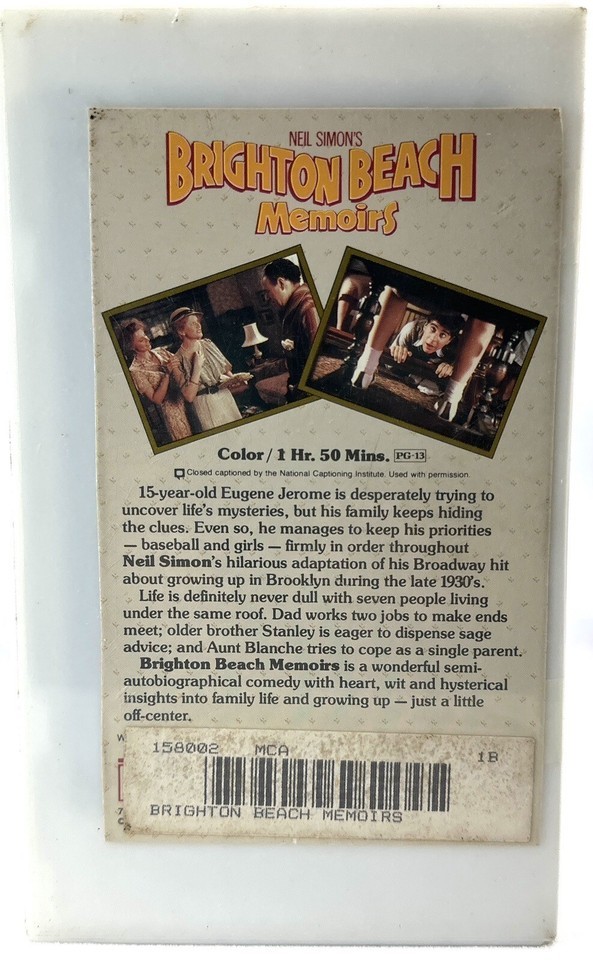 NEIL SIMON'S
BRIGHTON BEACH
Memoirs
Color / 1 Hr. 50 Mins. PG-13
Closed captioned by the National Captioning Institute. Used with permission.
15-year-old Eugene Jerome is desperately trying to
uncover life's mysteries, but his family keeps hiding
the clues. Even so, he manages to keep his priorities
— baseball and girls — firmly in order throughout
Neil Simon's hilarious adaptation of his Broadway hit
about growing up in Brooklyn during the late 1930's.
Life is definitely never dull with seven people living
under the same roof. Dad works two jobs to make ends
meet; older brother Stanley is eager to dispense sage
advice; and Aunt Blanche tries to cope as a single parent.
Brighton Beach Memoirs is a wonderful semi-
autobiographical comedy with heart, wit and hysterical
insights into family life and growing up — just a little
off-center.
158002 MCA 1B
BRIGHTON BEACH MEMOIRS